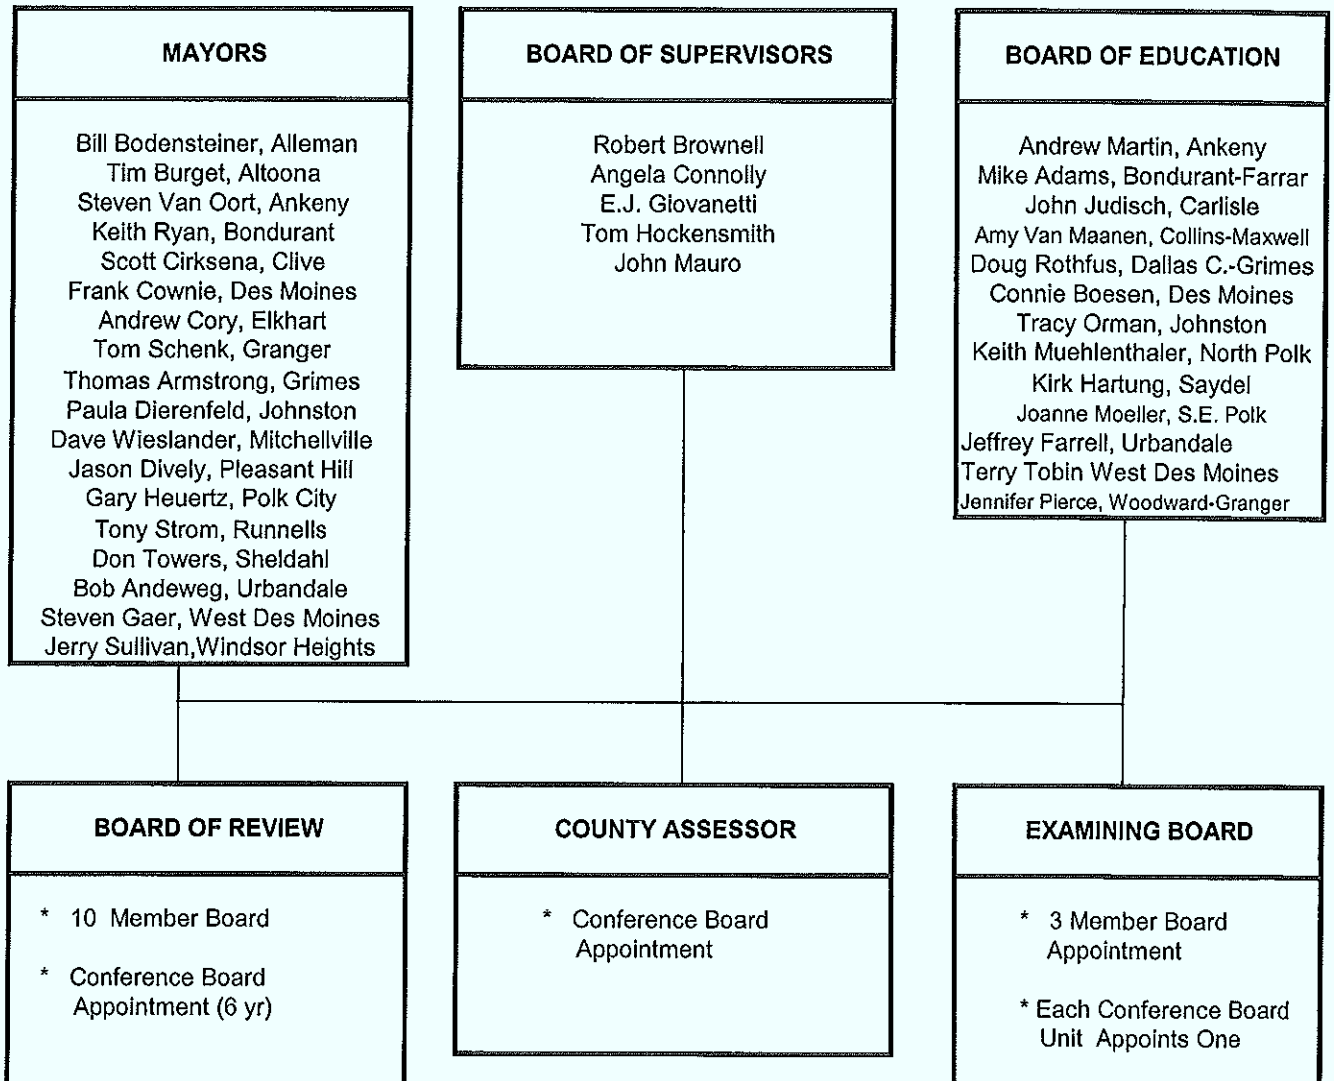 MAYORS
Bill Bodensteiner, Alleman
Tim Burget, Altoona
Steven Van Oort, Ankeny
Keith Ryan, Bondurant
Scott Cirksena, Clive
Frank Cownie, Des Moines
Andrew Cory, Elkhart
Tom Schenk, Granger
Thomas Armstrong, Grimes
Paula Dierenfeld, Johnston
Dave Wieslander, Mitchellville
Jason Dively, Pleasant Hill
Gary Heuertz, Polk City
Tony Strom, Runnells
Don Towers, Sheldahl
Bob Andeweg, Urbandale
Steven Gaer, West Des Moines
Jerry Sullivan,Windsor Heights
BOARD OF SUPERVISORS
Robert Brownell
Angela Connolly
E.J. Giovanetti
Tom Hockensmith
John Mauro
BOARD OF EDUCATION
Andrew Martin, Ankeny
Mike Adams, Bondurant-Farrar
John Judisch, Carlisle
Amy Van Maanen, Collins-Maxwell
Doug Rothfus, Dallas C.-Grimes
Connie Boesen, Des Moines
Tracy Orman, Johnston
Keith Muehlenthaler, North Polk
Kirk Hartung, Saydel
Joanne Moeller, S.E. Polk
Jeffrey Farrell, Urbandale
Terry Tobin West Des Moines
Jennifer Pierce, Woodward-Granger
BOARD OF REVIEW
* 10 Member Board
* Conference Board
Appointment (6 yr)
COUNTY ASSESSOR
* Conference Board
Appointment
EXAMINING BOARD
* 3 Member Board
Appointment
* Each Conference Board
Unit Appoints One